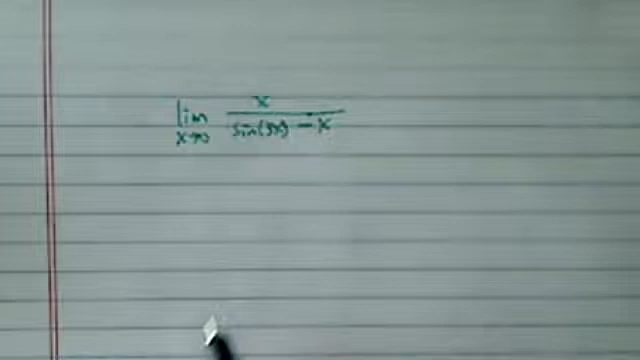 lim x→0 x / sin(3x) - x